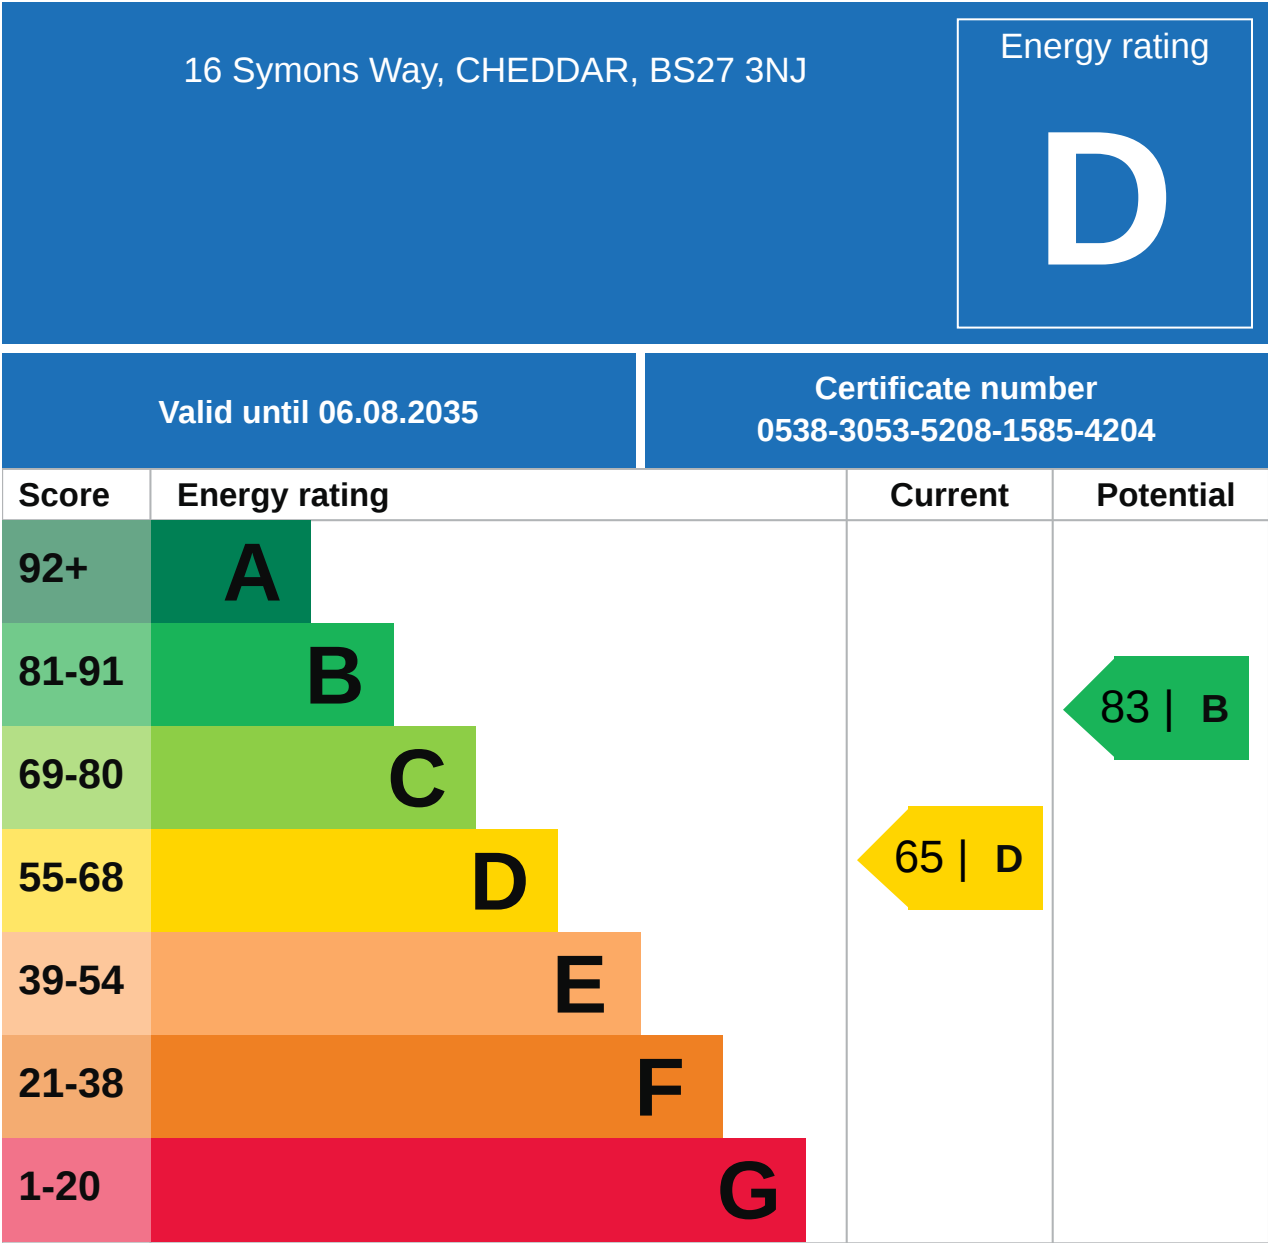 16 Symons Way, CHEDDAR, BS27 3NJ
Energy rating
D
Valid until 06.08.2035
Certificate number
0538-3053-5208-1585-4204
Score Energy rating Current Potential
92+ A
81-91 B
83 | B
69-80 C
55-68 D
65 | D
39-54 E
21-38 F
1-20 G